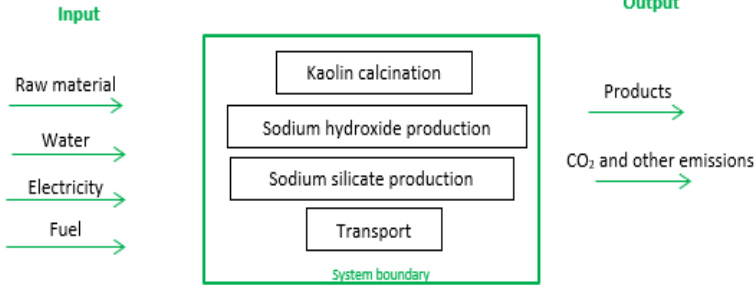 Input
Output
Raw material
Water
Electricity
Fuel
Kaolin calcination
Sodium hydroxide production
Sodium silicate production
Transport
System boundary
Products
CO₂ and other emissions